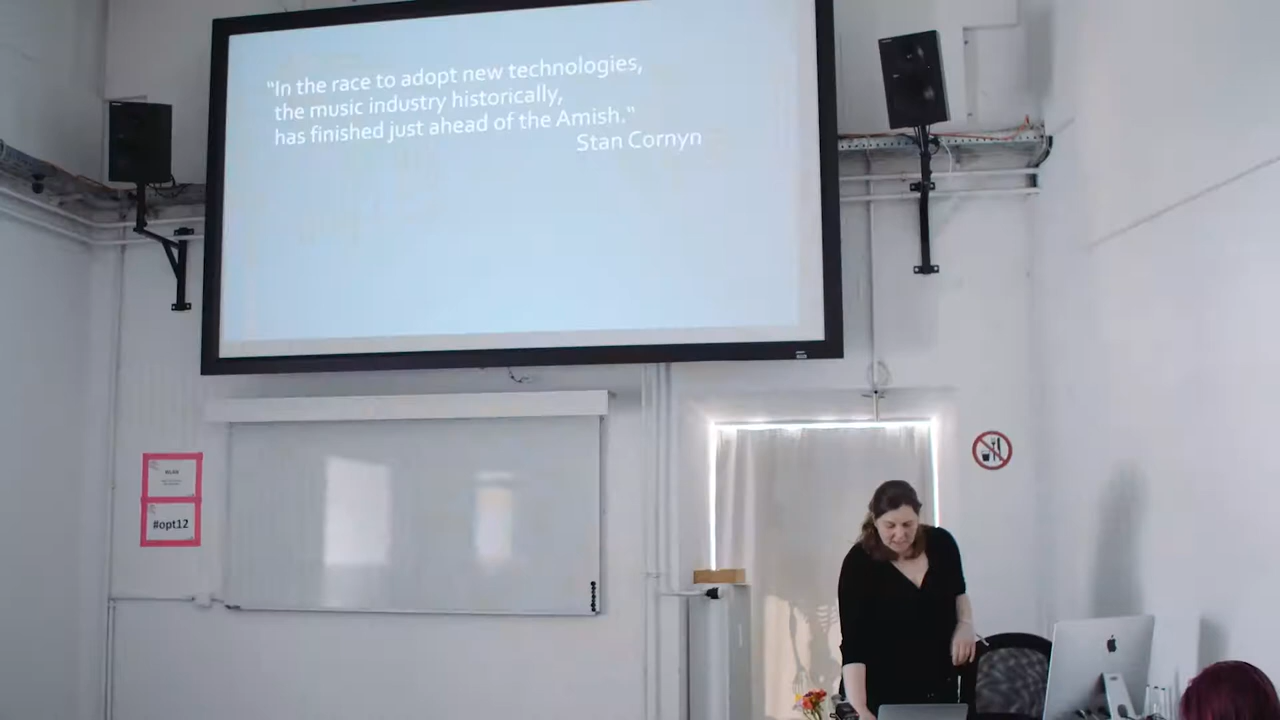 “In the race to adopt new technologies,
the music industry historically,
has finished just ahead of the Amish.“
Stan Cornyn
WLAN
#opt12